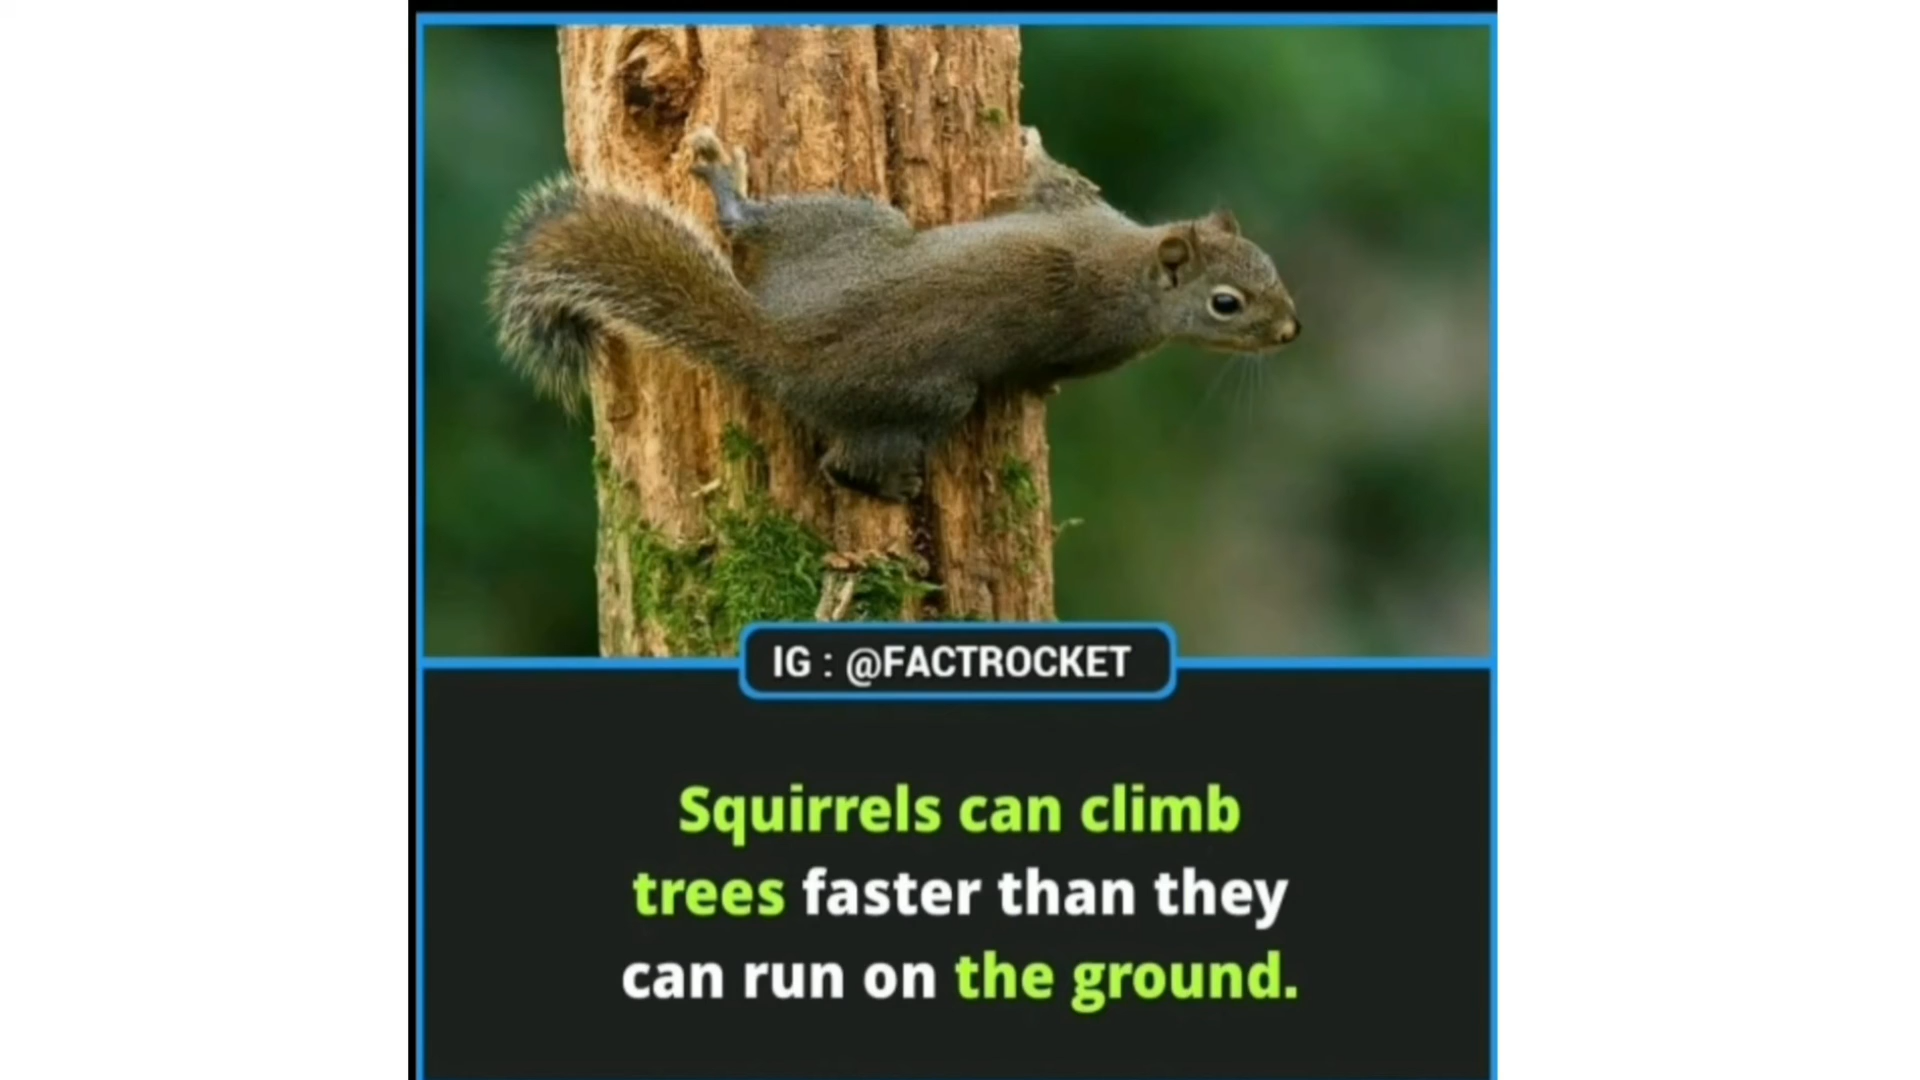 IG : @FACTROCKET
Squirrels can climb
trees faster than they
can run on the ground.